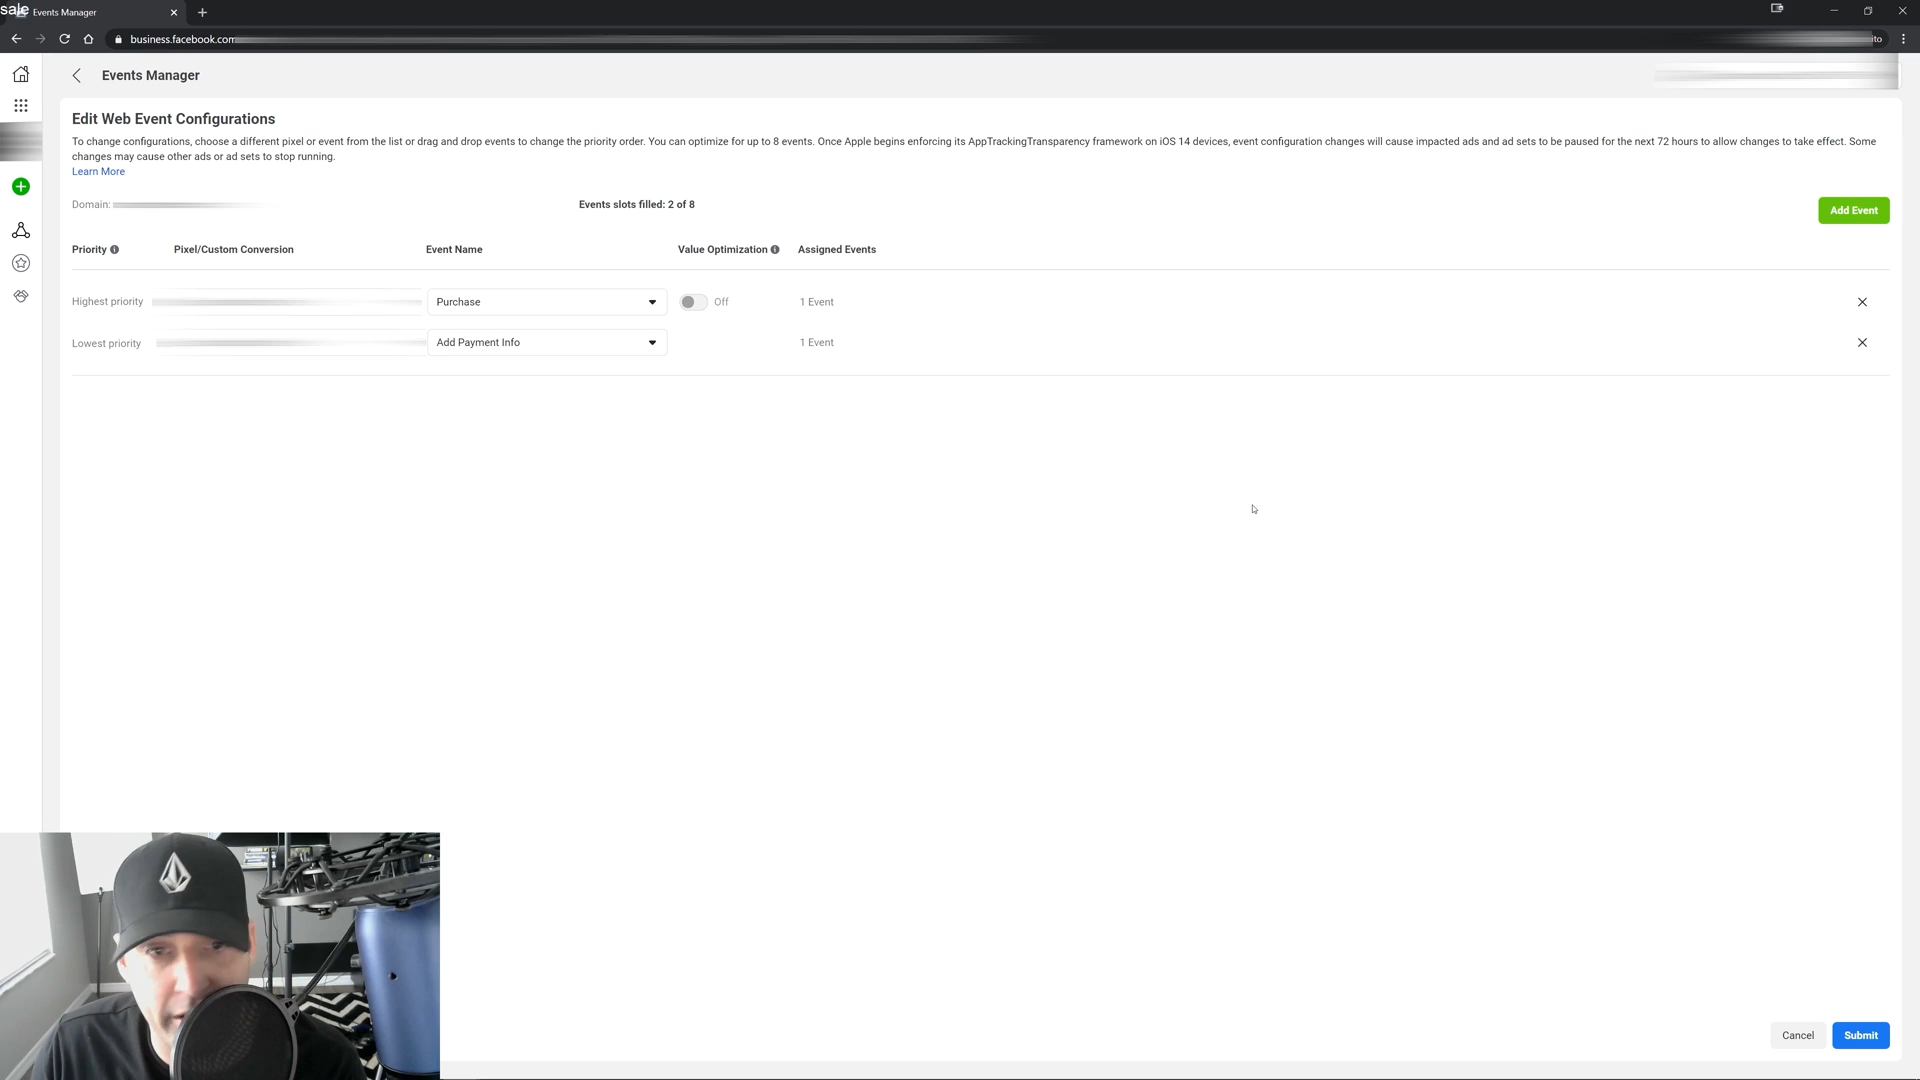 sale
Events Manager
business.facebook.com
ito
Events Manager
Edit Web Event Configurations
To change configurations, choose a different pixel or event from the list or drag and drop events to change the priority order. You can optimize for up to 8 events. Once Apple begins enforcing its AppTrackingTransparency framework on iOS 14 devices, event configuration changes will cause impacted ads and ad sets to be paused for the next 72 hours to allow changes to take effect. Some
changes may cause other ads or ad sets to stop running.
Learn More
Domain:
Events slots filled: 2 of 8
Add Event
Priority
Pixel/Custom Conversion
Event Name
Value Optimization
Assigned Events
Highest priority
Purchase
Off
1 Event
Lowest priority
Add Payment Info
1 Event
Cancel
Submit